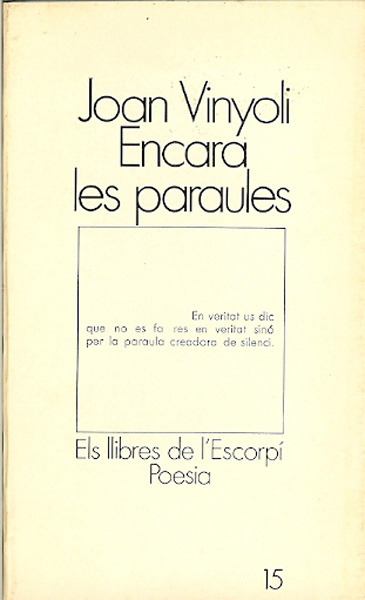 Joan Vinyoli
Encara
les paraules
En veritat us dic
que no es fa res en veritat sinó
per la paraula creadora de silenci.
Els llibres de l'Escorpí
Poesia
15